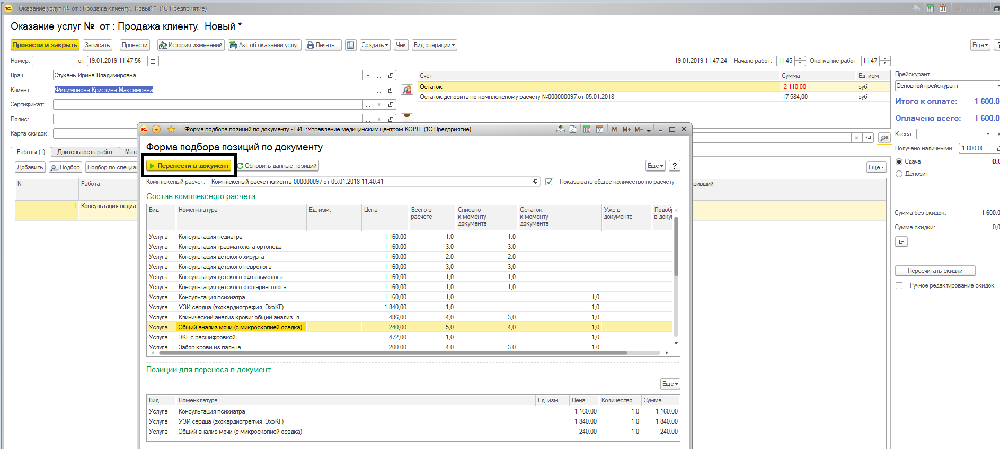 Оказание услуг №  от : Продажа клиенту.  Новый *  (1С:Предприятие)
Оказание услуг №  от : Продажа клиенту.  Новый *
Провести и закрыть Записать Провести История изменений Акт об оказании услуг Печать... Создать Чек Вид операции Еще ?
Номер: от: 19.01.2019 11:47:56 19.01.2019 11:47:24 Начало работ: 11:45 Окончание работ: 11:47
Врач: Стукань Ирина Владимировна
Клиент: Филимонова Кристина Максимовна
Сертификат:
Полис:
Карта скидок:
Счет Сумма Ед. изм.
Остаток -2 110,00 руб
Остаток депозита по комплексному расчету №000000097 от 05.01.2018 17 584,00 руб
Прейскурант:
Основной прейскурант
Итого к оплате: 1 600,0
Оплачено всего: 1 600,0
Касса:
Получено наличными: 1 600,0
Сдача 0,0
Депозит
Сумма без скидок: 1 600,0
Сумма скидки: 0,0
Пересчитать скидки
Ручное редактирование скидок
Работы (1) Длительность работ Мате
Добавить Подбор Подбор по специал Еще
N Работа авивший
1 Консультация педиат
Форма подбора позиций по документу - БИТ:Управление медицинским центром КОРП  (1С:Предприятие) M M+ M-
Форма подбора позиций по документу
Перенести в документ Обновить данные позиций Еще ?
Комплексный расчет: Комплексный расчет клиента 000000097 от 05.01.2018 11:40:41 Показывать общее количество по расчету
Состав комплексного расчета
Вид Номенклатура Ед. изм. Цена Всего в расчете Списано к моменту документа Остаток к моменту документа Уже в документе Подобр в докум
Услуга Консультация педиатра 1 160,00 1,0 1,0
Услуга Консультация травматолога-ортопеда 1 160,00 3,0 3,0
Услуга Консультация детского хирурга 1 160,00 2,0 2,0
Услуга Консультация детского невролога 1 160,00 3,0 3,0
Услуга Консультация детского офтальмолога 1 160,00 1,0 1,0
Услуга Консультация детского отоларинголога 1 160,00 1,0 1,0
Услуга Консультация психиатра 1 160,00 1,0 1,0
Услуга УЗИ сердца (эхокардиография, ЭхоКГ) 1 840,00 1,0 1,0
Услуга Клинический анализ крови: общий анализ, л... 496,00 4,0 3,0 1,0
Услуга Общий анализ мочи (с микроскопией осадка) 240,00 5,0 4,0 1,0
Услуга ЭКГ с расшифровкой 472,00 1,0 1,0
Услуга Забор крови из пальца 200,00 4,0 3,0 1,0
Позиции для переноса в документ
Еще
Вид Номенклатура Ед. изм. Цена Количество Сумма
Услуга Консультация психиатра 1 160,00 1,0 1 160,00
Услуга УЗИ сердца (эхокардиография, ЭхоКГ) 1 840,00 1,0 1 840,00
Услуга Общий анализ мочи (с микроскопией осадка) 240,00 1,0 240,00